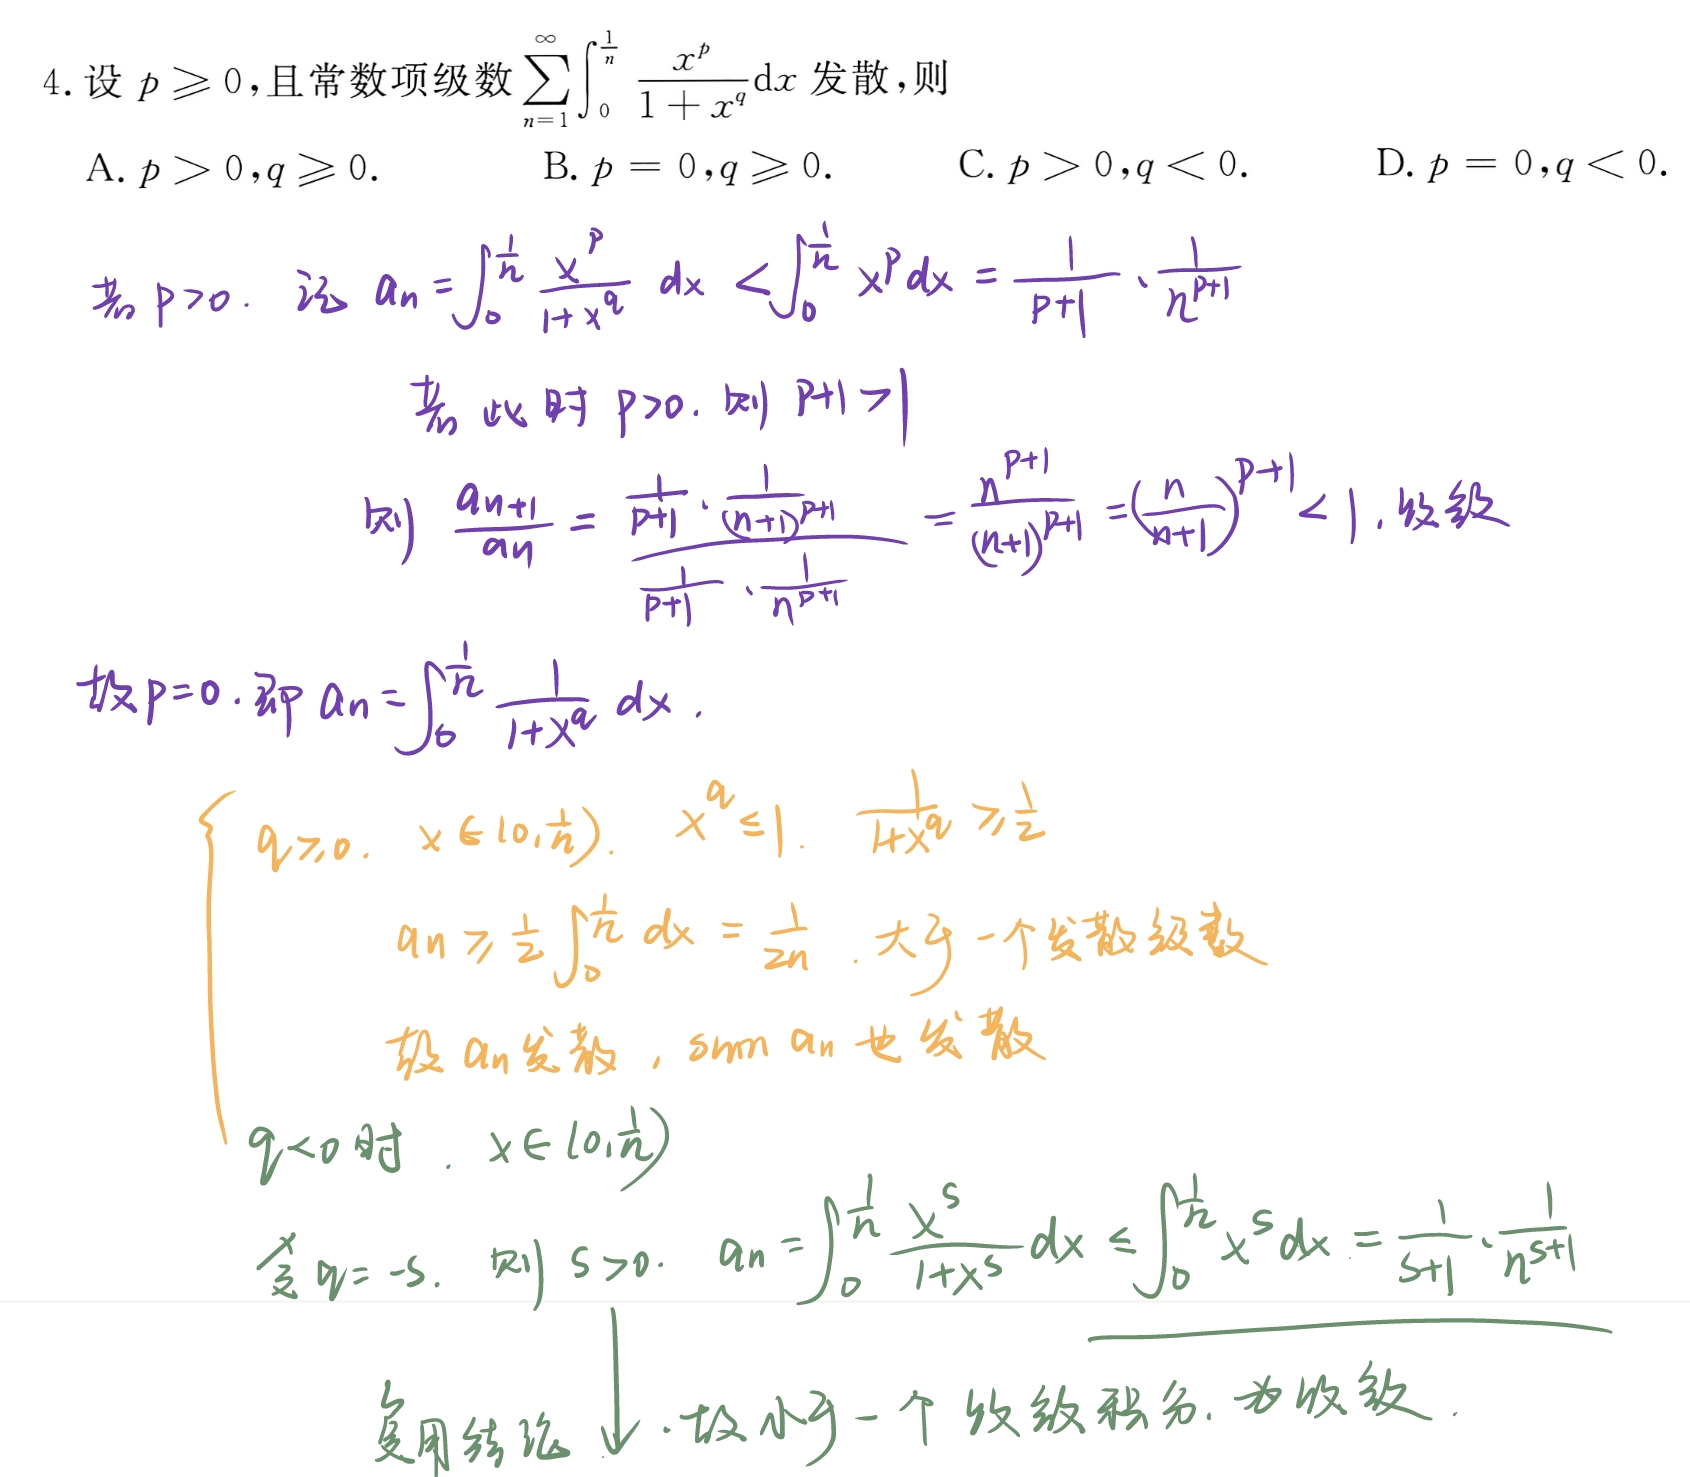 4. 设 p ⩾ 0,且常数项级数 $\sum_{n=1}^{\infty}\int_0^{\frac{1}{n}} \frac{x^p}{1+x^q}\mathrm{d}x$ 发散,则
A. p > 0,q ⩾ 0. B. p = 0,q ⩾ 0. C. p > 0,q < 0. D. p = 0,q < 0.
若 p>0. 记 $a_n = \int_0^{\frac{1}{n}} \frac{x^p}{1+x^q} dx < \int_0^{\frac{1}{n}} x^p dx = \frac{1}{p+1} \cdot \frac{1}{n^{p+1}}$
若此时 p>0. 则 p+1 > 1
则 $\frac{a_{n+1}}{a_n} = \frac{\frac{1}{p+1} \cdot \frac{1}{(n+1)^{p+1}}}{\frac{1}{p+1} \cdot \frac{1}{n^{p+1}}} = \frac{n^{p+1}}{(n+1)^{p+1}} = \left(\frac{n}{n+1}\right)^{p+1} < 1$, 收敛
故 p=0. 即 $a_n = \int_0^{\frac{1}{n}} \frac{1}{1+x^q} dx$.
q⩾0. $x \in (0, \frac{1}{n})$. $x^q \le 1$. $\frac{1}{1+x^q} \ge \frac{1}{2}$
$a_n \ge \frac{1}{2} \int_0^{\frac{1}{n}} dx = \frac{1}{2n}$. 大于一个发散级数
故 $a_n$ 发散, sum $a_n$ 也发散
q<0 时. $x \in (0, \frac{1}{n})$
令 q = -s. 则 s>0. $a_n = \int_0^{\frac{1}{n}} \frac{x^s}{1+x^s} dx \le \int_0^{\frac{1}{n}} x^s dx = \frac{1}{s+1} \cdot \frac{1}{n^{s+1}}$
复用结论 ↓. 故小于一个收敛积分. 为收敛.